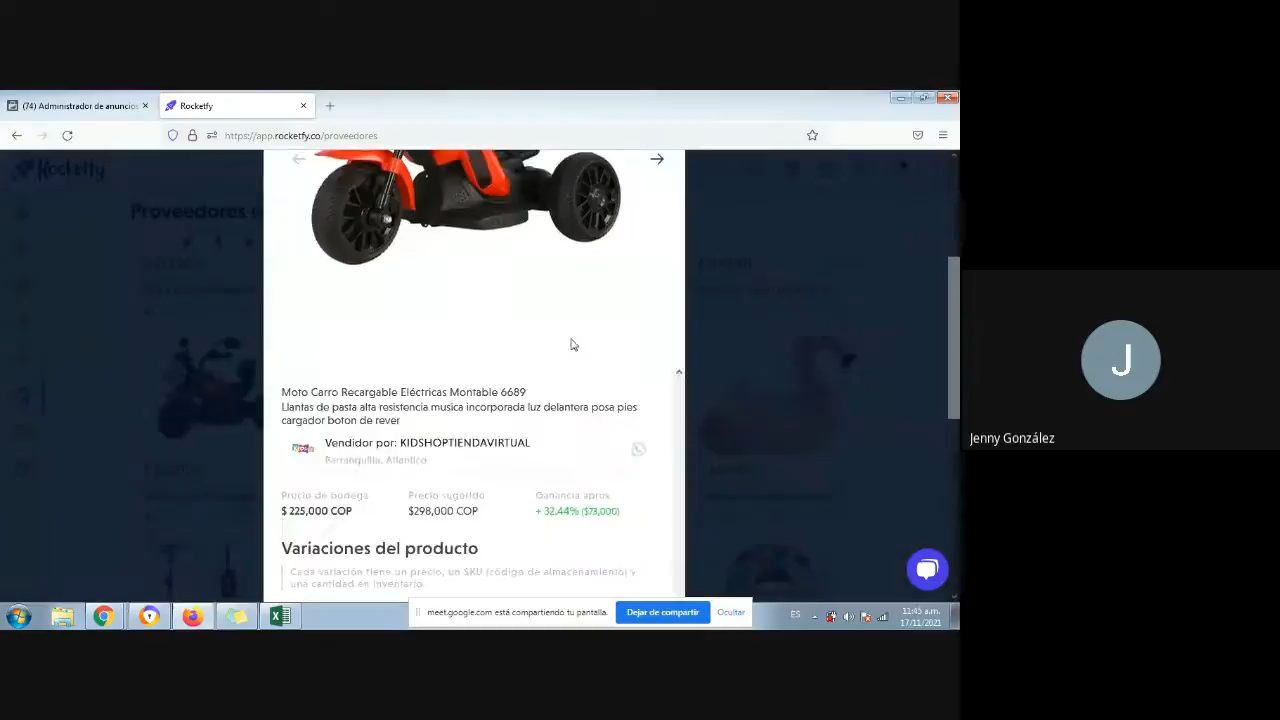 (74) Administrador de anuncios
Rocketfy
https://app.rocketfy.co/proveedores
Rocketfy
Proveedores
Moto Carro Recargable Eléctricas Montable 6689
Llantas de pasta alta resistencia musica incorporada luz delantera posa pies
cargador boton de rever
Vendidor por: KIDSHOPTIENDAVIRTUAL
Barranquilla, Atlantico
Precio de bodega
Precio sugerido
Ganancia aprox.
$ 225,000 COP
$298,000 COP
+ 32.44% ($73,000)
Variaciones del producto
Cada variación tiene un precio, un SKU (código de almacenamiento) y
una cantidad en inventario.
meet.google.com está compartiendo tu pantalla.
Dejar de compartir
Ocultar
ES
11:45 a.m.
17/11/2021
J
Jenny González